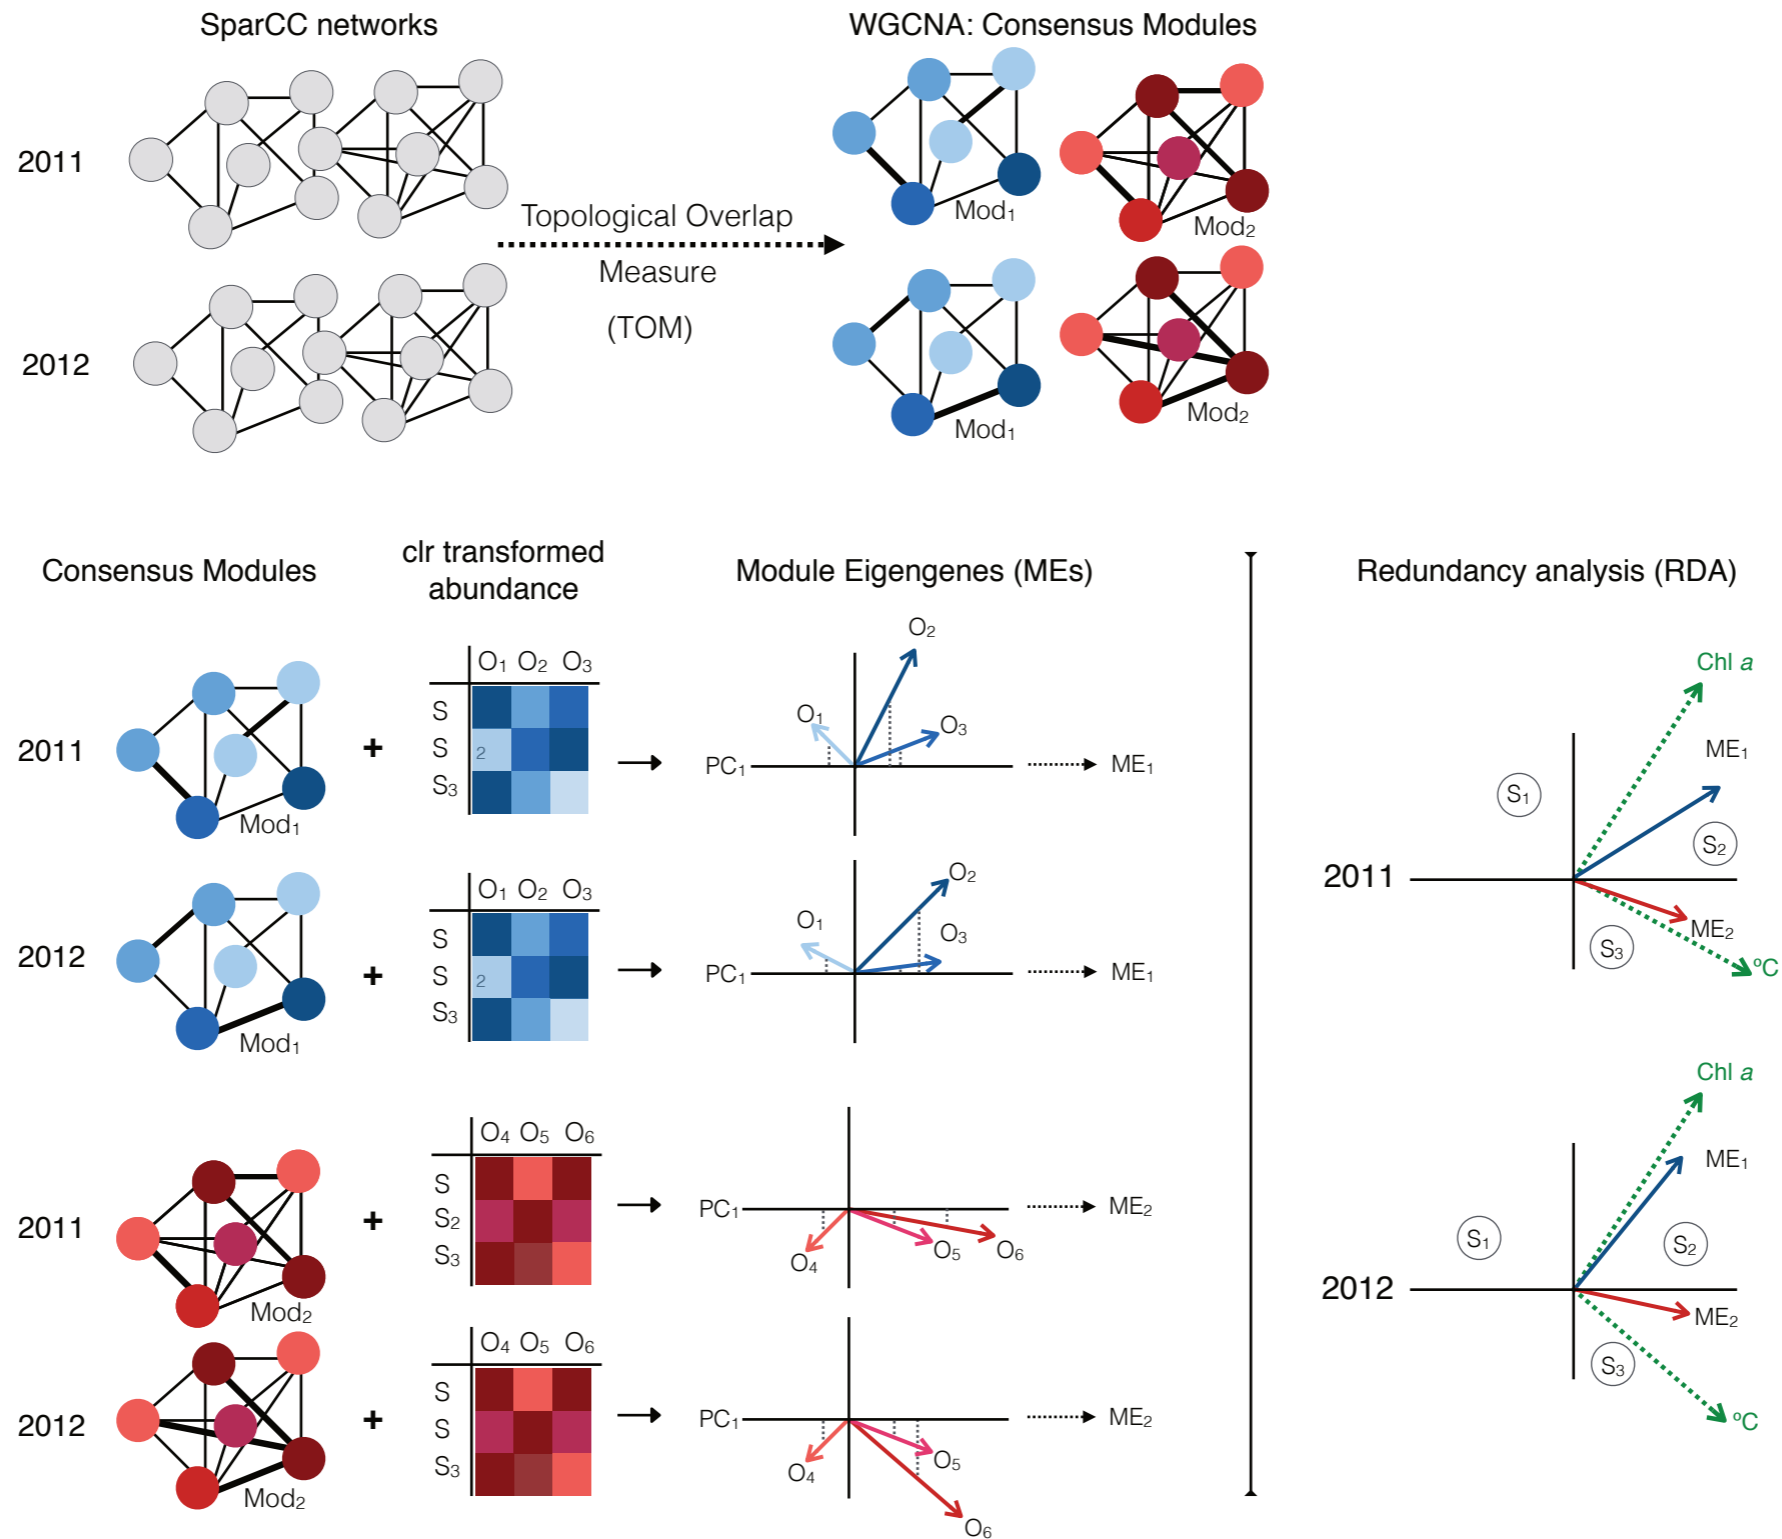 SparCC networks
WGCNA: Consensus Modules
2011
Topological Overlap
Measure
(TOM)
Mod₁
Mod₂
2012
Mod₁
Mod₂
Consensus Modules
clr transformed
abundance
Module Eigengenes (MEs)
Redundancy analysis (RDA)
2011
Mod₁
+
O₁ O₂ O₃
S
S 2
S₃
O₁
O₂
O₃
PC₁
ME₁
2012
Mod₁
+
O₁ O₂ O₃
S
S 2
S₃
O₁
O₂
O₃
PC₁
ME₁
2011
Mod₂
+
O₄ O₅ O₆
S
S₂
S₃
PC₁
O₄
O₅
O₆
ME₂
2012
Mod₂
+
O₄ O₅ O₆
S
S
S₃
PC₁
O₄
O₅
O₆
ME₂
2011
Chl a
ME₁
S₁
S₂
ME₂
S₃
ºC
2012
Chl a
ME₁
S₁
S₂
ME₂
S₃
ºC